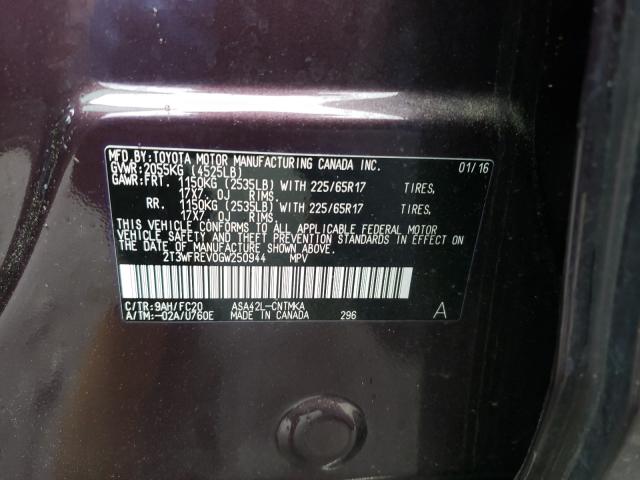 MFD. BY: TOYOTA MOTOR MANUFACTURING CANADA INC. 01/16
GVWR: 2055KG (4525LB)
GAWR: FRT. 1150KG (2535LB) WITH 225/65R17 TIRES,
17X7.0J RIMS.
RR. 1150KG (2535LB) WITH 225/65R17 TIRES,
17X7.0J RIMS.
THIS VEHICLE CONFORMS TO ALL APPLICABLE FEDERAL MOTOR
VEHICLE SAFETY AND THEFT PREVENTION STANDARDS IN EFFECT
ON THE DATE OF MANUFACTURE SHOWN ABOVE.
2T3WFREV0GW250944 MPV
C/TR: 9AH/FC20 ASA42L-CNTMKA
A/TM: -02A/U760E MADE IN CANADA 296 A